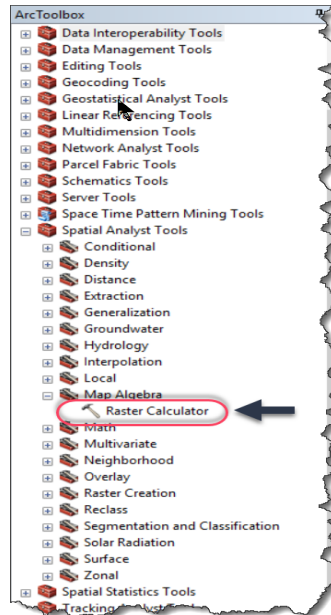 ArcToolbox
Data Interoperability Tools
Data Management Tools
Editing Tools
Geocoding Tools
Geostatistical Analyst Tools
Linear Referencing Tools
Multidimension Tools
Network Analyst Tools
Parcel Fabric Tools
Schematics Tools
Server Tools
Space Time Pattern Mining Tools
Spatial Analyst Tools
Conditional
Density
Distance
Extraction
Generalization
Groundwater
Hydrology
Interpolation
Local
Map Algebra
Raster Calculator
Math
Multivariate
Neighborhood
Overlay
Raster Creation
Reclass
Segmentation and Classification
Solar Radiation
Surface
Zonal
Spatial Statistics Tools
Tracking Analyst Tools